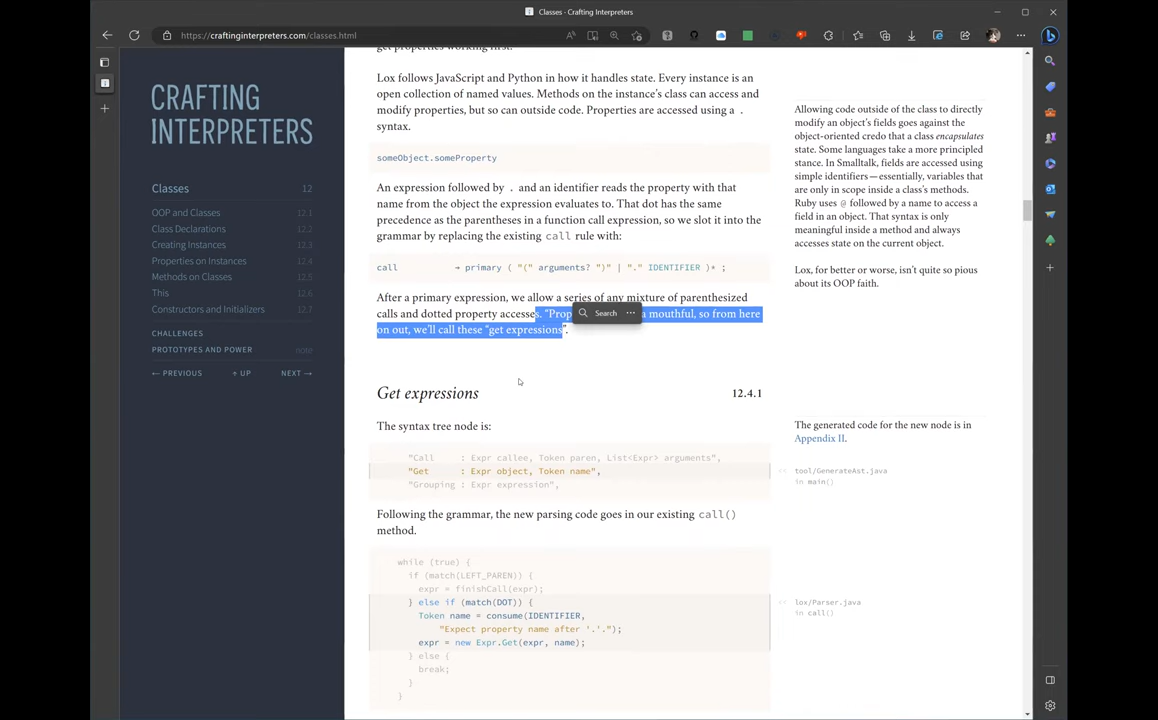 Classes · Crafting Interpreters
https://craftinginterpreters.com/classes.html
CRAFTING
INTERPRETERS
Classes 12
OOP and Classes 12.1
Class Declarations 12.2
Creating Instances 12.3
Properties on Instances 12.4
Methods on Classes 12.5
This 12.6
Constructors and Initializers 12.7
CHALLENGES
PROTOTYPES AND POWER note
← PREVIOUS ↑ UP NEXT →
get properties working first.
Lox follows JavaScript and Python in how it handles state. Every instance is an
open collection of named values. Methods on the instance's class can access and
modify properties, but so can outside code. Properties are accessed using a .
syntax.
someObject.someProperty
An expression followed by . and an identifier reads the property with that
name from the object the expression evaluates to. That dot has the same
precedence as the parentheses in a function call expression, so we slot it into the
grammar by replacing the existing call rule with:
call → primary ( "(" arguments? ")" | "." IDENTIFIER )* ;
After a primary expression, we allow a series of any mixture of parenthesized
calls and dotted property accesses. “Prop Search ... a mouthful, so from here
on out, we'll call these “get expressions”.
Get expressions 12.4.1
The syntax tree node is:
"Call : Expr callee, Token paren, List<Expr> arguments",
"Get : Expr object, Token name",
"Grouping : Expr expression",
Following the grammar, the new parsing code goes in our existing call()
method.
while (true) {
if (match(LEFT_PAREN)) {
expr = finishCall(expr);
} else if (match(DOT)) {
Token name = consume(IDENTIFIER,
"Expect property name after '.'.");
expr = new Expr.Get(expr, name);
} else {
break;
}
}
Allowing code outside of the class to directly
modify an object's fields goes against the
object-oriented credo that a class encapsulates
state. Some languages take a more principled
stance. In Smalltalk, fields are accessed using
simple identifiers—essentially, variables that
are only in scope inside a class's methods.
Ruby uses @ followed by a name to access a
field in an object. That syntax is only
meaningful inside a method and always
accesses state on the current object.
Lox, for better or worse, isn't quite so pious
about its OOP faith.
The generated code for the new node is in
Appendix II.
tool/GenerateAst.java
in main()
lox/Parser.java
in call()